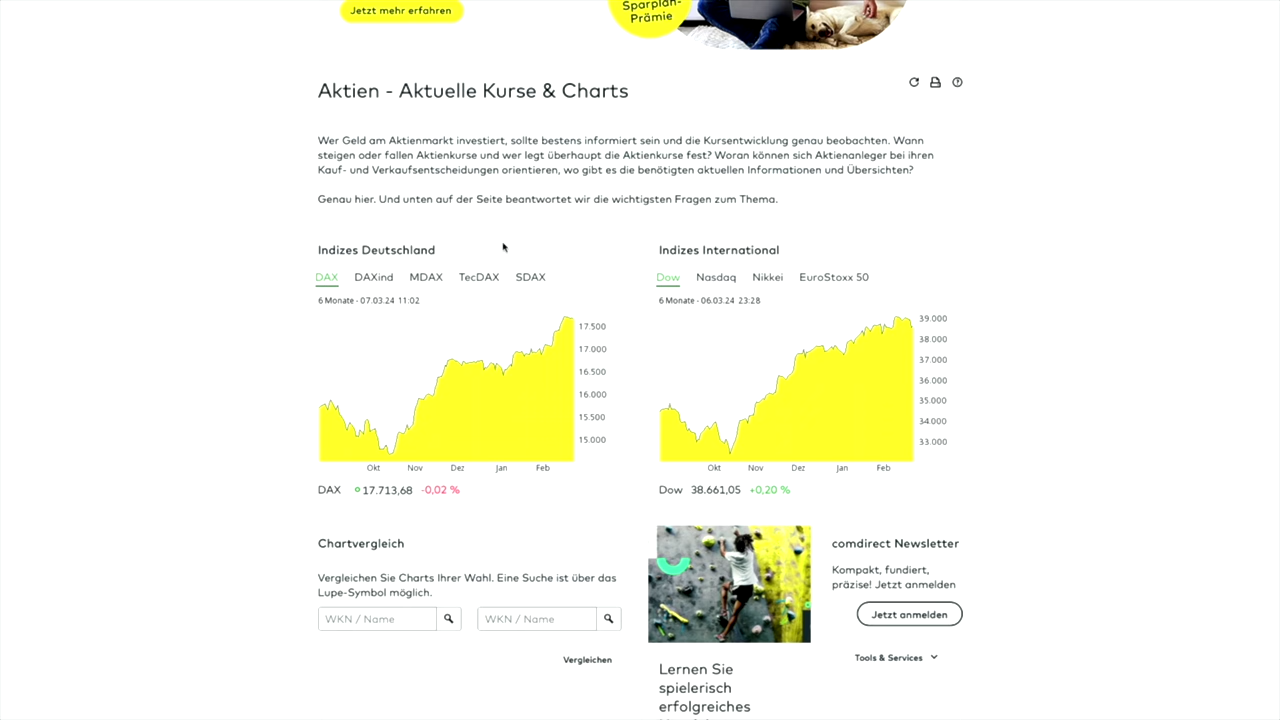 Jetzt mehr erfahren
Sparplan-
Prämie
Aktien - Aktuelle Kurse & Charts
Wer Geld am Aktienmarkt investiert, sollte bestens informiert sein und die Kursentwicklung genau beobachten. Wann
steigen oder fallen Aktienkurse und wer legt überhaupt die Aktienkurse fest? Woran können sich Aktienanleger bei ihren
Kauf- und Verkaufsentscheidungen orientieren, wo gibt es die benötigten aktuellen Informationen und Übersichten?
Genau hier. Und unten auf der Seite beantwortet wir die wichtigsten Fragen zum Thema.
Indizes Deutschland
DAX DAXind MDAX TecDAX SDAX
6 Monate - 07.03.24 11:02
17.500
17.000
16.500
16.000
15.500
15.000
Okt Nov Dez Jan Feb
DAX 17.713,68 -0,02 %
Indizes International
Dow Nasdaq Nikkei EuroStoxx 50
6 Monate - 06.03.24 23:28
39.000
38.000
37.000
36.000
35.000
34.000
33.000
Okt Nov Dez Jan Feb
Dow 38.661,05 +0,20 %
Chartvergleich
Vergleichen Sie Charts Ihrer Wahl. Eine Suche ist über das
Lupe-Symbol möglich.
WKN / Name WKN / Name
Vergleichen
Lernen Sie
spielerisch
erfolgreiches
comdirect Newsletter
Kompakt, fundiert,
präzise! Jetzt anmelden
Jetzt anmelden
Tools & Services